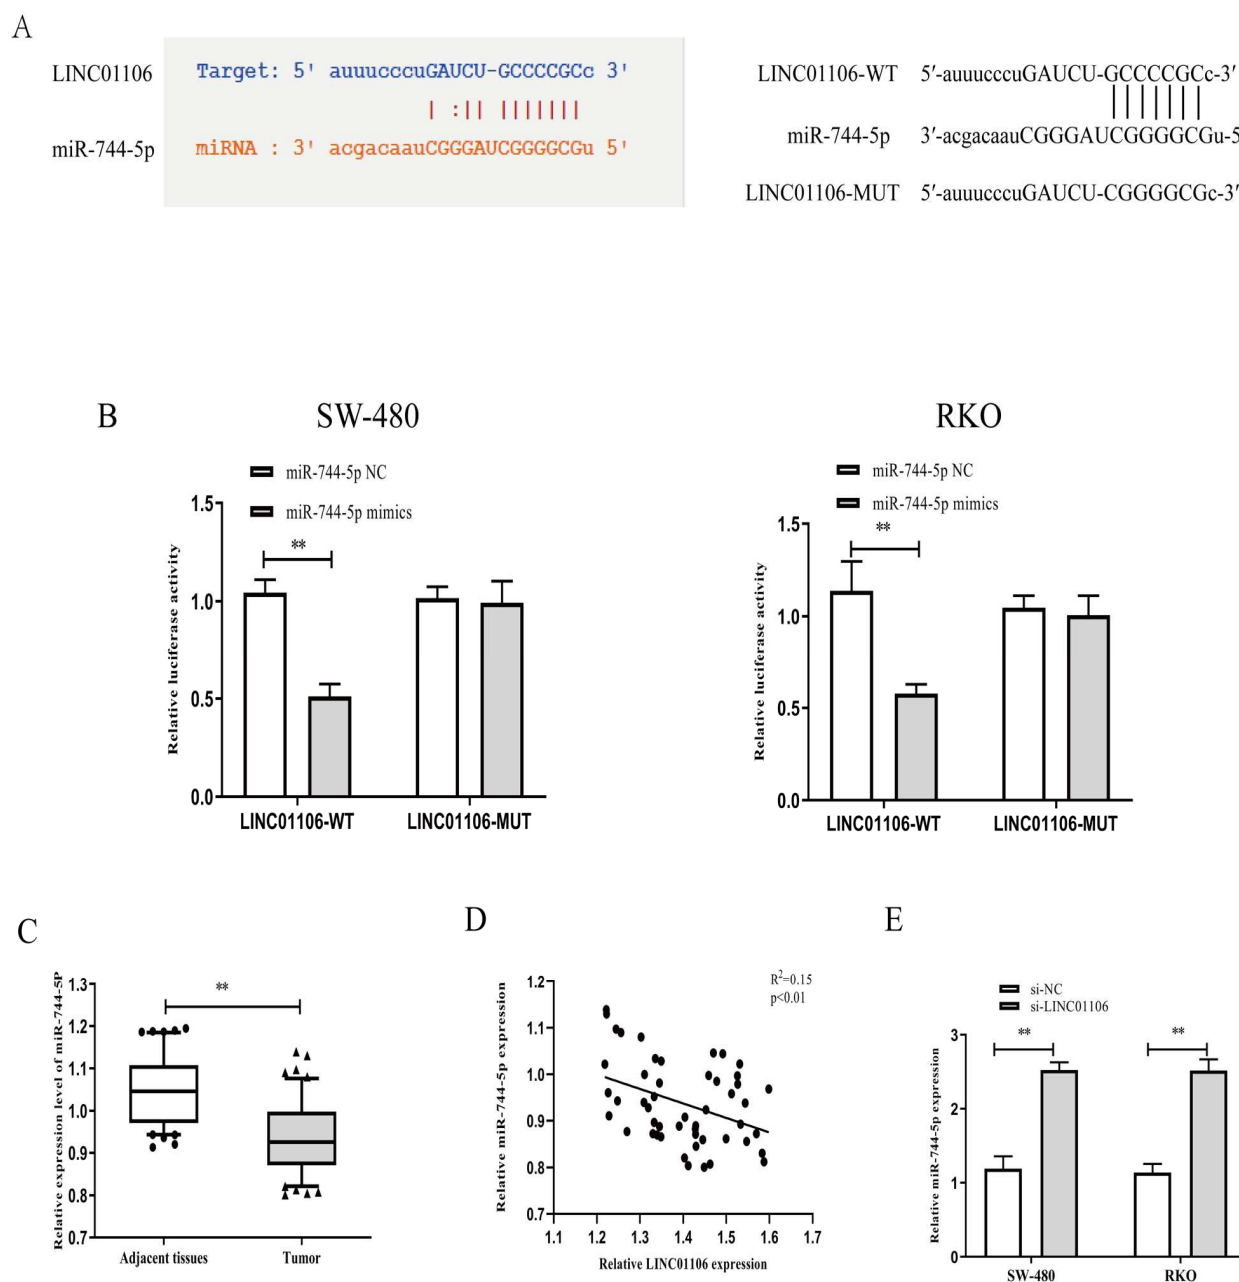 A
LINC01106
Target: 5' auuucccuGAUCU-GCCCCGCc 3'
| :|| |||||||
miR-744-5p
miRNA : 3' acgacaauCGGGAUCGGGGCGu 5'
LINC01106-WT 5'-auuucccuGAUCU-GCCCCGCc-3'
miR-744-5p 3'-acgacaauCGGGAUCGGGGCGu-5
LINC01106-MUT 5'-auuucccuGAUCU-CGGGGCGc-3'
B
SW-480
miR-744-5p NC
miR-744-5p mimics
Relative luciferase activity
1.5
1.0
0.5
0.0
**
LINC01106-WT
LINC01106-MUT
RKO
miR-744-5p NC
miR-744-5p mimics
Relative luciferase activity
1.5
1.0
0.5
0.0
**
LINC01106-WT
LINC01106-MUT
C
Relative expression level of miR-744-5P
1.3
1.2
1.1
1.0
0.9
0.8
0.7
**
Adjacent tissues
Tumor
D
Relative miR-744-5p expression
1.2
1.1
1.0
0.9
0.8
0.7
R²=0.15
p<0.01
1.1 1.2 1.3 1.4 1.5 1.6 1.7
Relative LINC01106 expression
E
si-NC
si-LINC01106
Relative miR-744-5p expression
3
2
1
0
**
**
SW-480
RKO